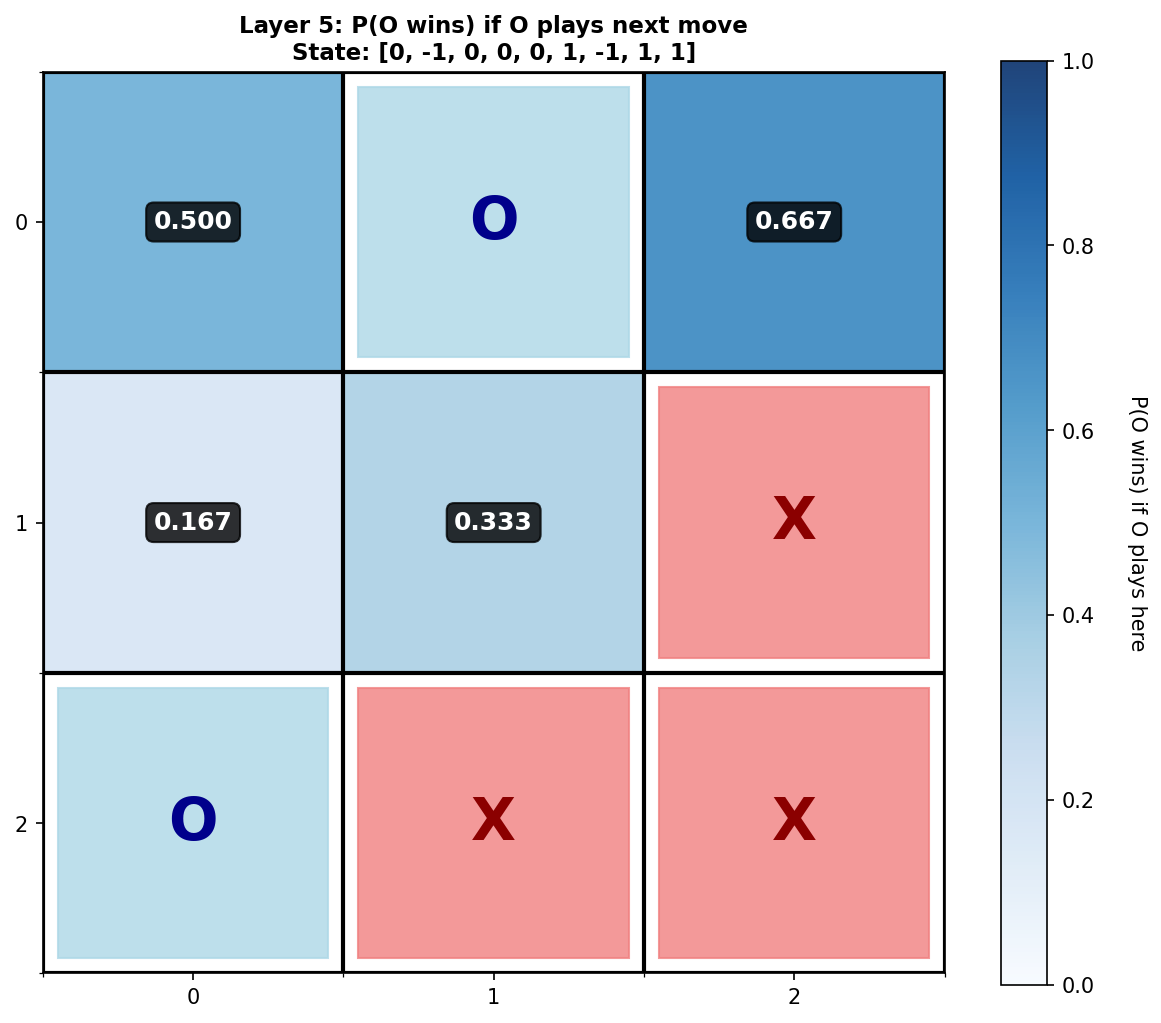 Layer 5: P(O wins) if O plays next move
State: [0, -1, 0, 0, 0, 1, -1, 1, 1]
0
0.500
O
0.667
1
0.167
0.333
X
2
O
X
X
0
1
2
1.0
0.8
0.6
0.4
0.2
0.0
P(O wins) if O plays here